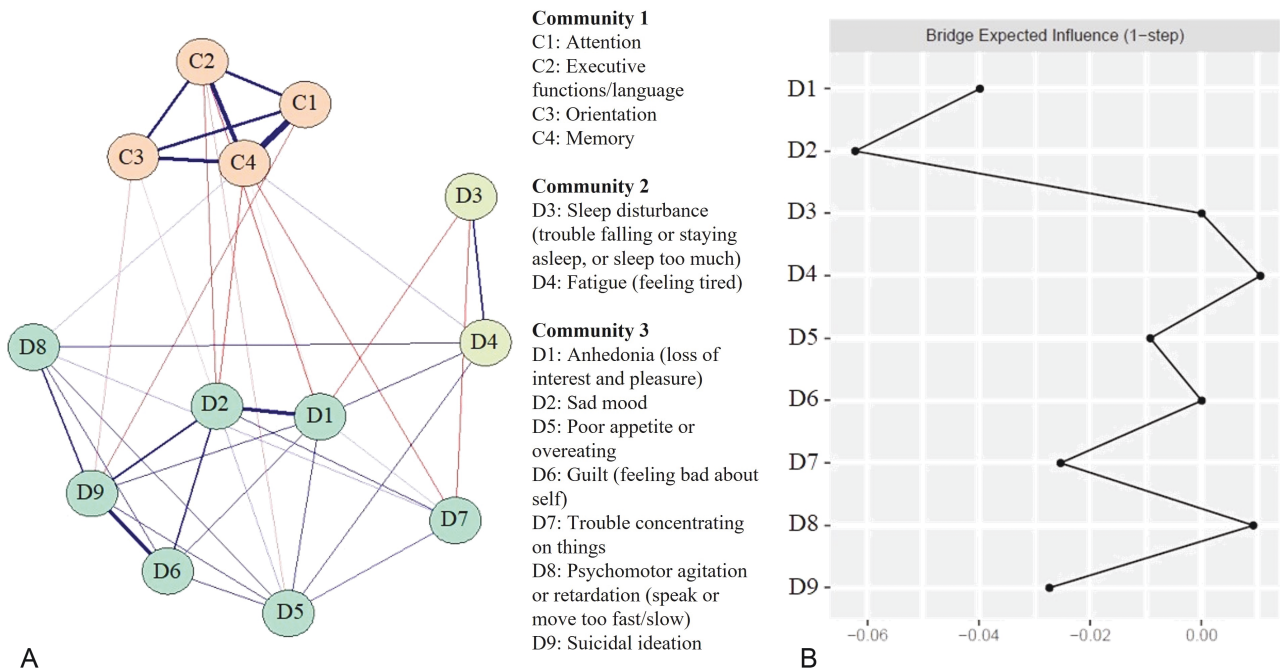 C2
C1
C3
C4
D3
D8
D4
D2
D1
D9
D7
D6
D5
A
Community 1
C1: Attention
C2: Executive
functions/language
C3: Orientation
C4: Memory
Community 2
D3: Sleep disturbance
(trouble falling or staying
asleep, or sleep too much)
D4: Fatigue (feeling tired)
Community 3
D1: Anhedonia (loss of
interest and pleasure)
D2: Sad mood
D5: Poor appetite or
overeating
D6: Guilt (feeling bad about
self)
D7: Trouble concentrating
on things
D8: Psychomotor agitation
or retardation (speak or
move too fast/slow)
D9: Suicidal ideation
Bridge Expected Influence (1-step)
D1
D2
D3
D4
D5
D6
D7
D8
D9
−0.06 −0.04 −0.02 0.00
B